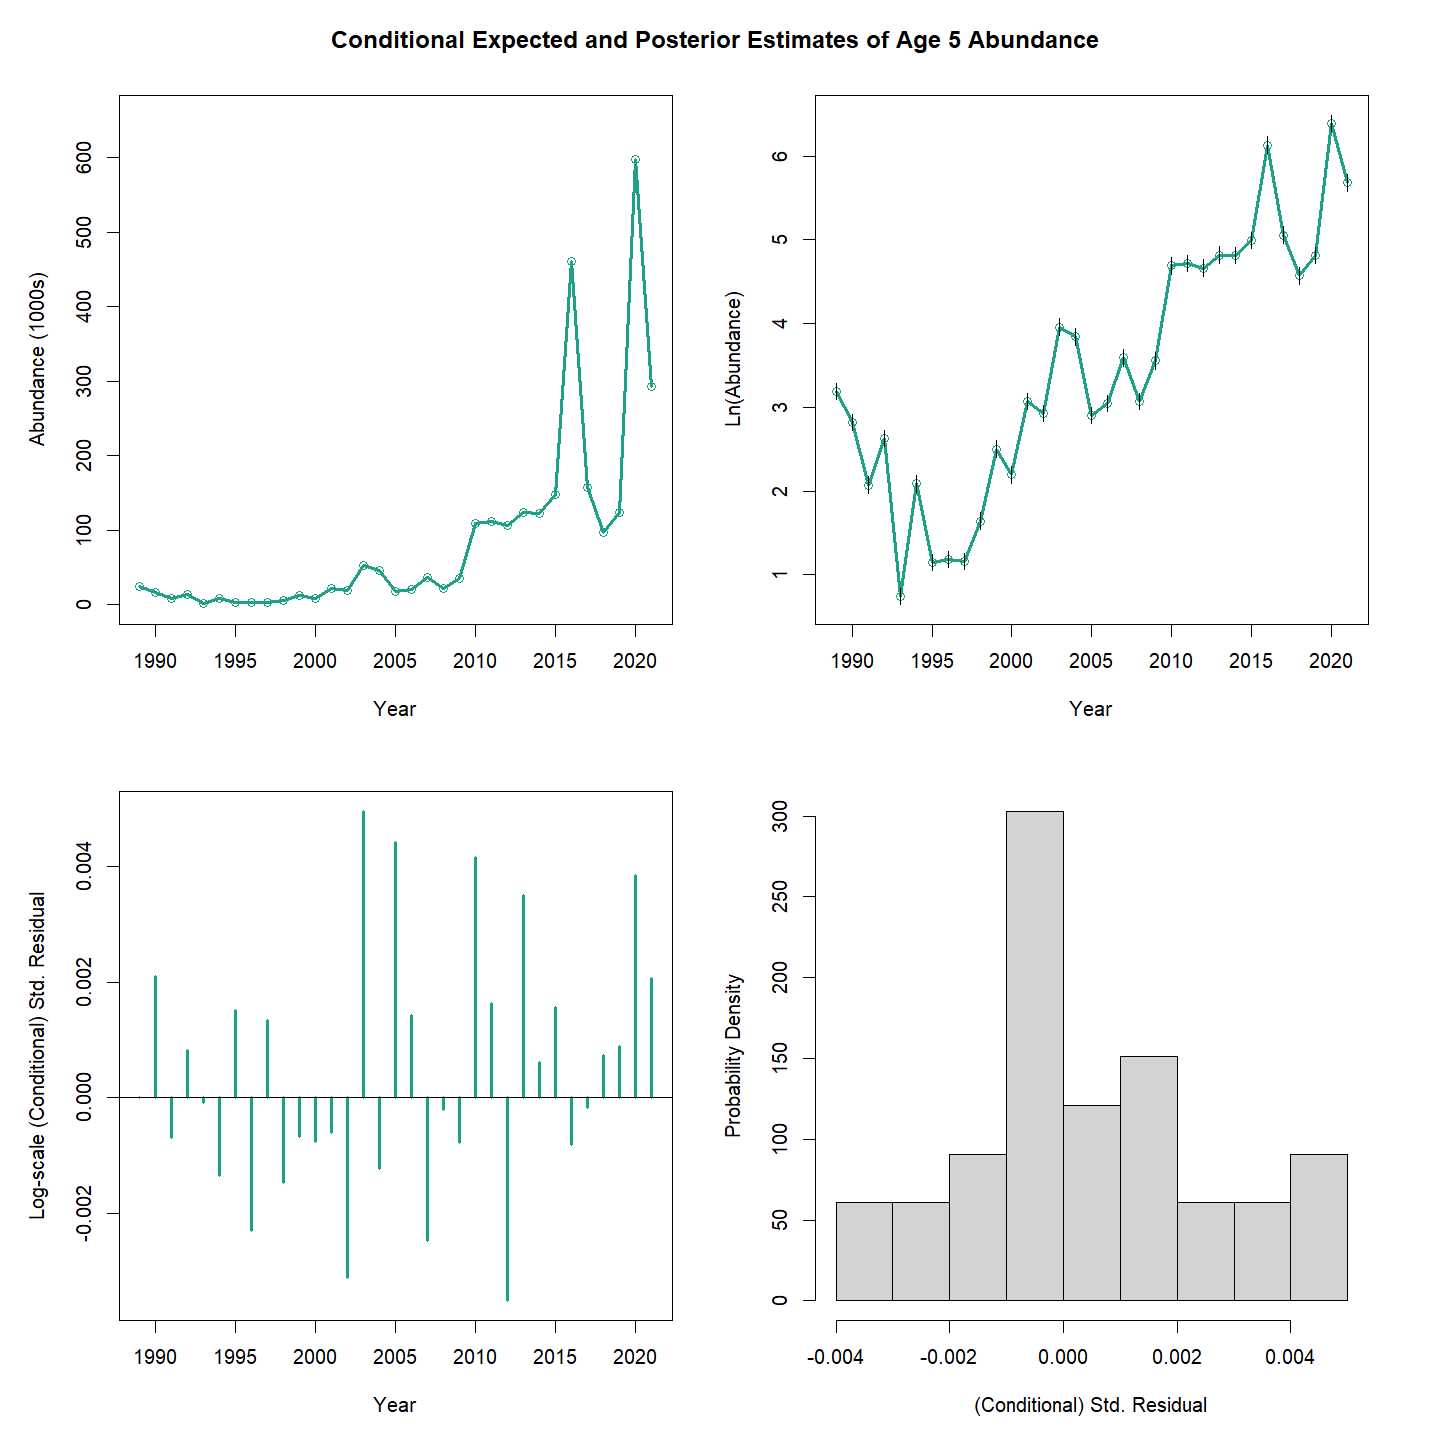 Conditional Expected and Posterior Estimates of Age 5 Abundance
Abundance (1000s)
600
500
400
300
200
100
0
1990 1995 2000 2005 2010 2015 2020
Year
Ln(Abundance)
6
5
4
3
2
1
1990 1995 2000 2005 2010 2015 2020
Year
Log-scale (Conditional) Std. Residual
0.004
0.002
0.000
-0.002
1990 1995 2000 2005 2010 2015 2020
Year
Probability Density
300
250
200
150
100
50
0
-0.004 -0.002 0.000 0.002 0.004
(Conditional) Std. Residual